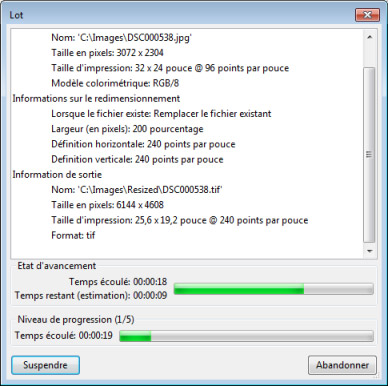 Lot
Nom: 'C:\Images\DSC000538.jpg'
Taille en pixels: 3072 x 2304
Taille d'impression: 32 x 24 pouce @ 96 points par pouce
Modèle colorimétrique: RGB/8
Informations sur le redimensionnement
Lorsque le fichier existe: Remplacer le fichier existant
Largeur (en pixels): 200 pourcentage
Définition horizontale: 240 points par pouce
Definition verticale: 240 points par pouce
Information de sortie
Nom: 'C:\Images\Resized\DSC000538.tif'
Taille en pixels: 6144 x 4608
Taille d'impression: 25,6 x 19,2 pouce @ 240 points par pouce
Format: tif
Etat d'avancement
Temps écoulé: 00:00:18
Temps restant (estimation): 00:00:09
Niveau de progression (1/5)
Temps écoulé: 00:00:19
Suspendre
Abandonner